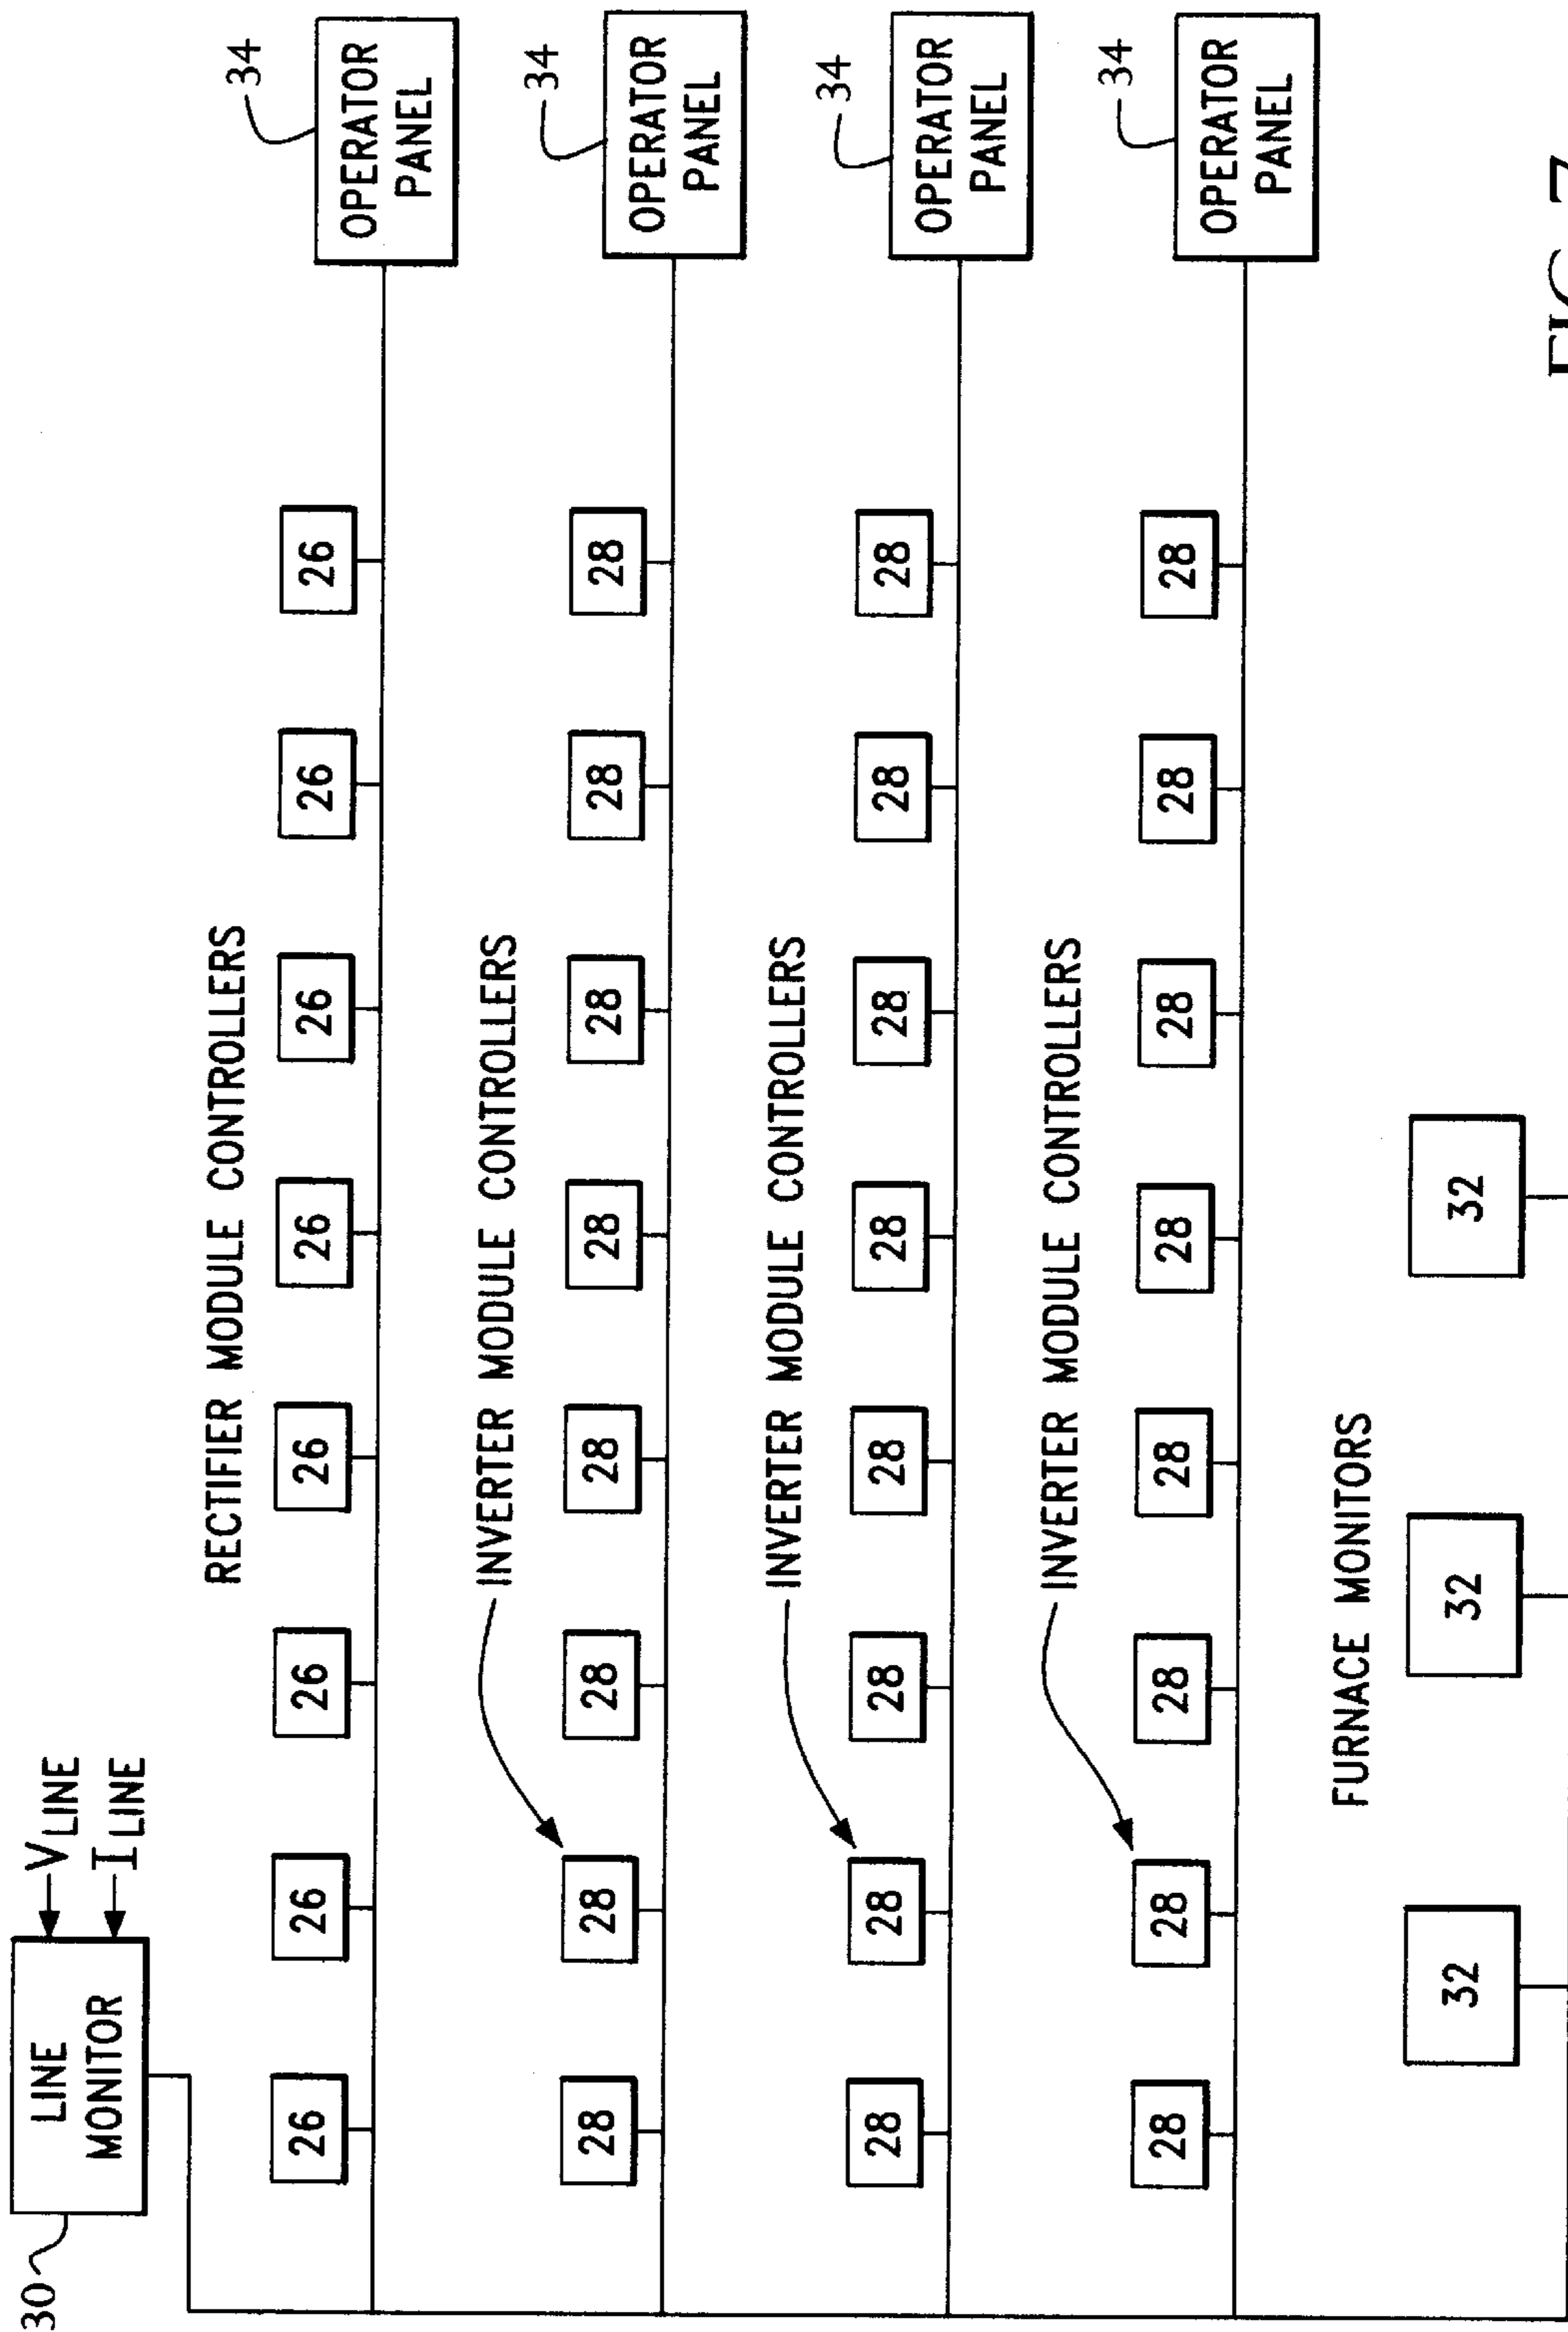 30
LINE
MONITOR
VLINE
ILINE
RECTIFIER MODULE CONTROLLERS
26 26 26 26 26 26 26 26
34
OPERATOR
PANEL
INVERTER MODULE CONTROLLERS
28 28 28 28 28 28 28 28
34
OPERATOR
PANEL
INVERTER MODULE CONTROLLERS
28 28 28 28 28 28 28 28
34
OPERATOR
PANEL
INVERTER MODULE CONTROLLERS
28 28 28 28 28 28 28 28
34
OPERATOR
PANEL
FURNACE MONITORS
32 32 32